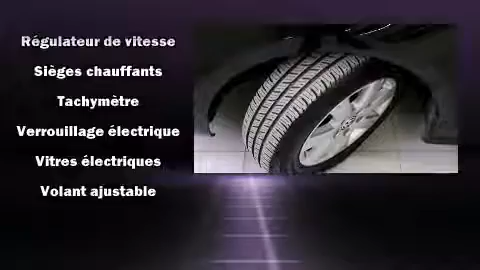 Régulateur de vitesse
Sièges chauffants
Tachymètre
Verrouillage électrique
Vitres électriques
Volant ajustable